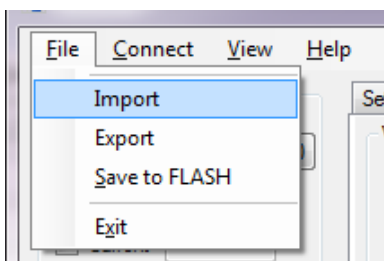 File Connect View Help
Import
Export
Save to FLASH
Exit